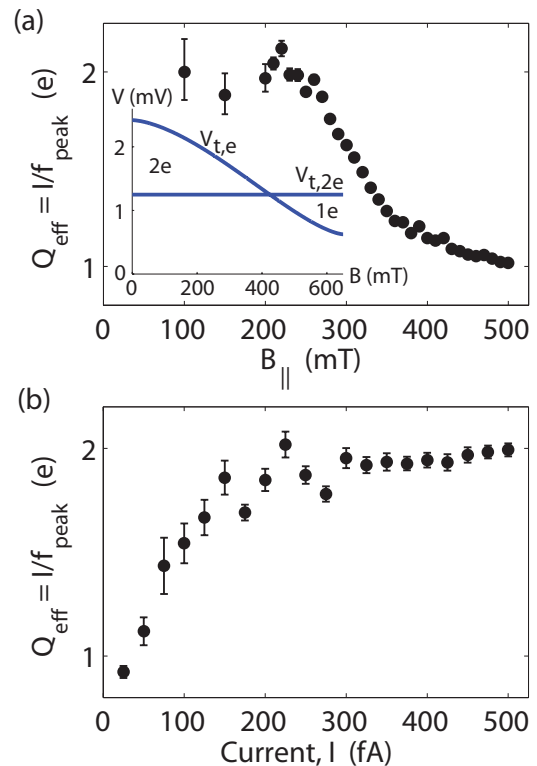 (a)
2
1
Q_eff = I/f_peak (e)
V (mV)
2
1
0
V_t,e
2e
V_t,2e
1e
0 200 400 600
B (mT)
0 100 200 300 400 500
B_|| (mT)
(b)
2
1
Q_eff = I/f_peak (e)
0 100 200 300 400 500
Current, I (fA)